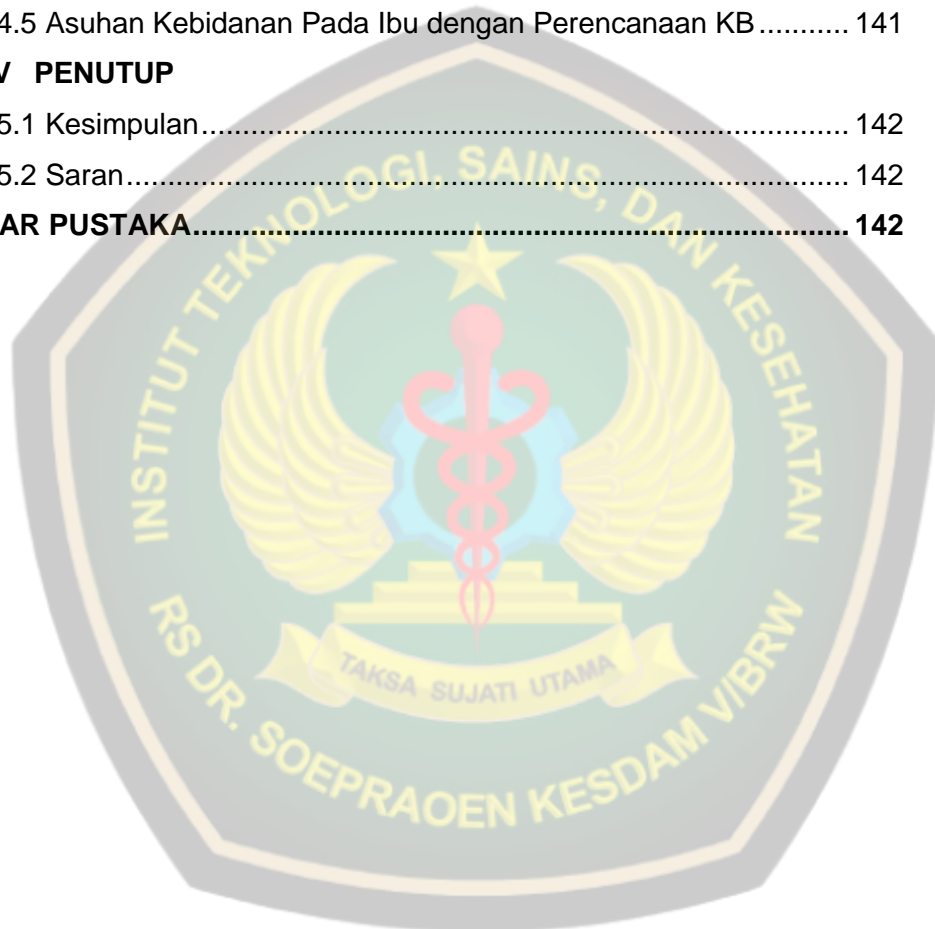 4.5 Asuhan Kebidanan Pada Ibu dengan Perencanaan KB ........... 141
V PENUTUP
5.1 Kesimpulan ........................................................................... 142
5.2 Saran ..................................................................................... 142
AR PUSTAKA ............................................................................. 142
INSTITUT TEKNOLOGI, SAINS, DAN KESEHATAN
TAKSA SUJATI UTAMA
RS DR. SOEPRAOEN KESDAM V/BRW